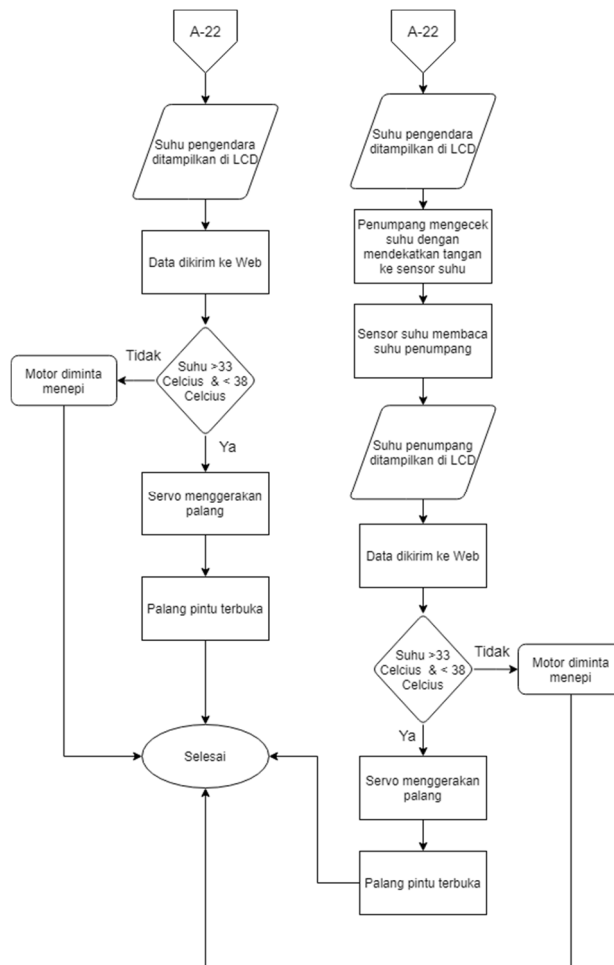 A-22
Suhu pengendara
ditampilkan di LCD
Data dikirim ke Web
Suhu >33
Celcius & < 38
Celcius
Tidak
Motor diminta
menepi
Ya
Servo menggerakan
palang
Palang pintu terbuka
Selesai
A-22
Suhu pengendara
ditampilkan di LCD
Penumpang mengecek
suhu dengan
mendekatkan tangan
ke sensor suhu
Sensor suhu membaca
suhu penumpang
Suhu penumpang
ditampilkan di LCD
Data dikirim ke Web
Suhu >33
Celcius & < 38
Celcius
Tidak
Motor diminta
menepi
Ya
Servo menggerakan
palang
Palang pintu terbuka